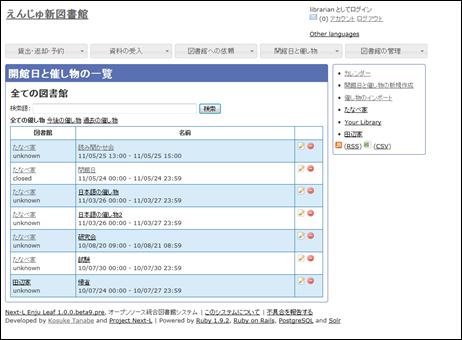 えんじゅ新図書館
librarian としてログイン
(0) アカウント ログアウト
Other languages
貸出・返却・予約
資料の受入
図書館への依頼
開館日と催し物
図書館の管理
開館日と催し物の一覧
全ての図書館
検索語:
検索
全ての催し物 今後の催し物 過去の催し物
図書館 名前
たなべ家 読み聞かせ会
unknown 11/05/25 13:00 - 11/05/25 15:00
たなべ家 閉館日
closed 11/05/24 00:00 - 11/05/24 23:59
たなべ家 日本語の催し物
unknown 11/03/26 00:00 - 11/03/27 23:59
たなべ家 日本語の催し物2
unknown 11/03/26 00:00 - 11/03/27 23:59
たなべ家 研究会
unknown 10/08/20 09:00 - 10/08/21 08:59
たなべ家 試験
unknown 10/07/30 00:00 - 10/07/30 23:59
田辺家 帰省
unknown 10/07/24 00:00 - 10/07/27 23:59
カレンダー
開館日と催し物の新規作成
催し物のインポート
たなべ家
Your Library
田辺家
(RSS) (CSV)
Next-L Enju Leaf 1.0.0.beta9.pre, オープンソース統合図書館システム | このシステムについて | 不具合を報告する
Developed by Kosuke Tanabe and Project Next-L | Powered by Ruby 1.9.2, Ruby on Rails, PostgreSQL and Solr